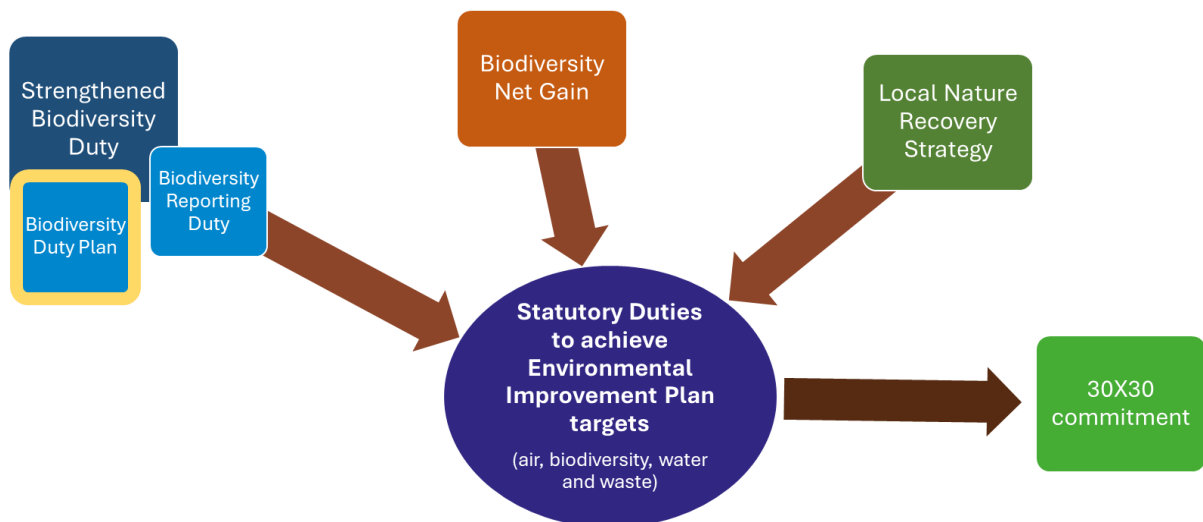 Strengthened
Biodiversity
Duty
Biodiversity
Duty Plan
Biodiversity
Reporting
Duty
Biodiversity
Net Gain
Local Nature
Recovery
Strategy
Statutory Duties
to achieve
Environmental
Improvement Plan
targets
(air, biodiversity, water
and waste)
30X30
commitment